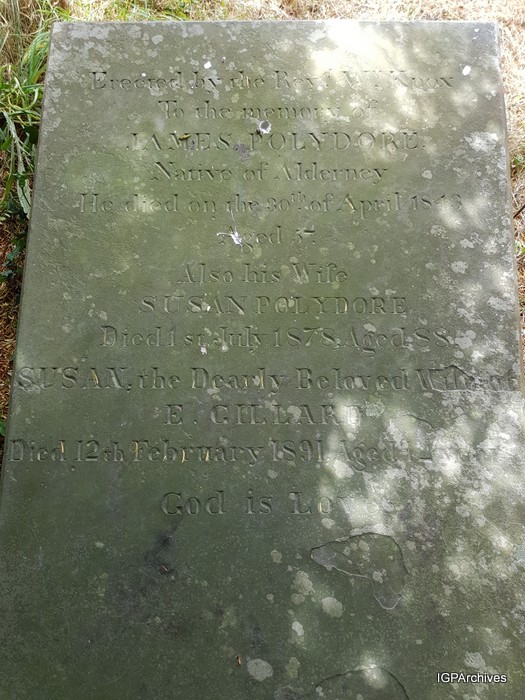 Erected by the Revd Wm Knox
To the memory of
JAMES POLYDORE.
Native of Alderney
He died on the 30th of April 1843
Aged 57
Also his Wife
SUSAN POLYDORE
Died 1st July 1878, Aged 88
SUSAN, the Dearly Beloved Wife of
E. GILLARD
Died 12th February 1891 Aged
God is Love
IGPArchives